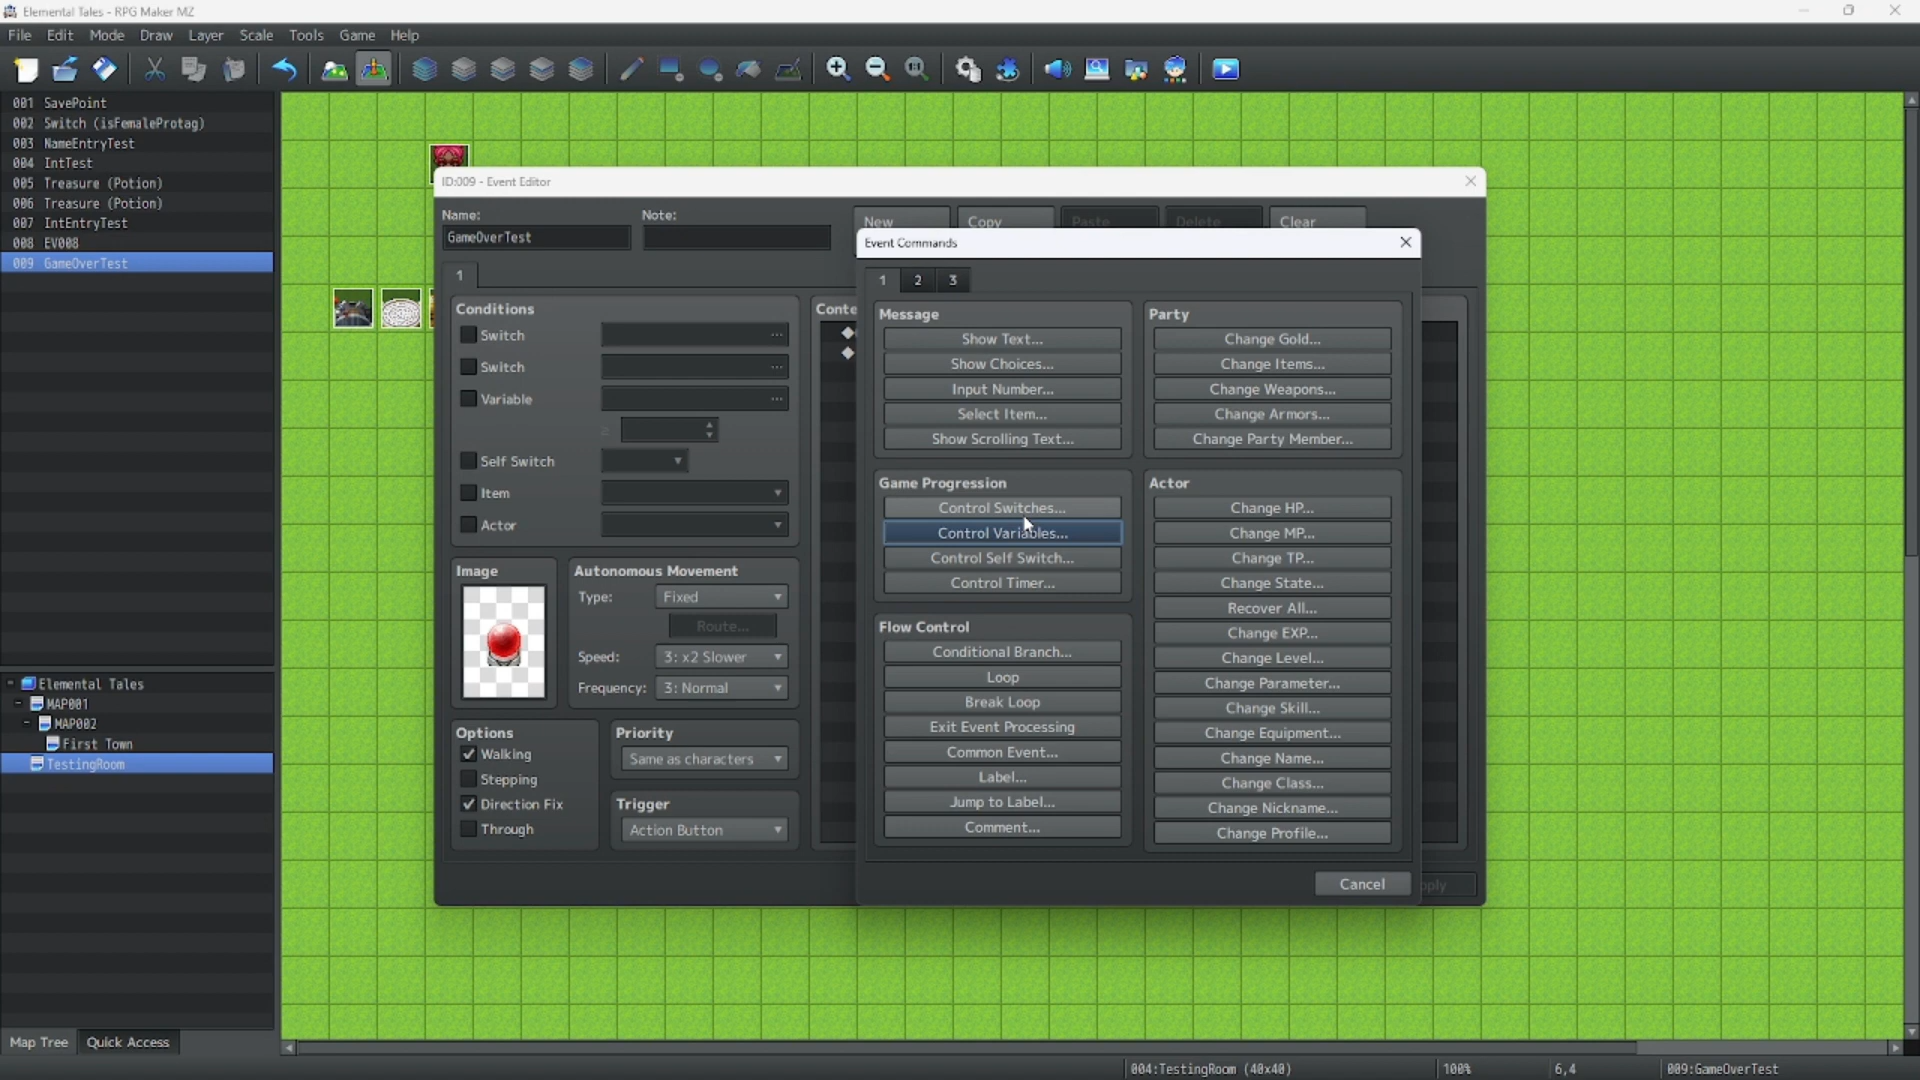 Elemental Tales - RPG Maker MZ
File Edit Mode Draw Layer Scale Tools Game Help
001 SavePoint
002 Switch (isFemaleProtag)
003 NameEntryTest
004 IntTest
005 Treasure (Potion)
006 Treasure (Potion)
007 IntEntryTest
008 EV008
009 GameOverTest
Elemental Tales
MAP001
MAP002
First Town
TestingRoom
Map Tree Quick Access
ID:009 - Event Editor
Name: Note:
GameOverTest
New Copy Paste Delete Clear
1
Conditions
Switch ...
Switch ...
Variable ...
≥
Self Switch
Item
Actor
Image
Autonomous Movement
Type: Fixed
Route...
Speed: 3: x2 Slower
Frequency: 3: Normal
Options
Walking
Stepping
Direction Fix
Through
Priority
Same as characters
Trigger
Action Button
Conte
Event Commands
1 2 3
Message
Show Text...
Show Choices...
Input Number...
Select Item...
Show Scrolling Text...
Game Progression
Control Switches...
Control Variables...
Control Self Switch...
Control Timer...
Flow Control
Conditional Branch...
Loop
Break Loop
Exit Event Processing
Common Event...
Label...
Jump to Label...
Comment...
Party
Change Gold...
Change Items...
Change Weapons...
Change Armors...
Change Party Member...
Actor
Change HP...
Change MP...
Change TP...
Change State...
Recover All...
Change EXP...
Change Level...
Change Parameter...
Change Skill...
Change Equipment...
Change Name...
Change Class...
Change Nickname...
Change Profile...
Cancel
pply
004:TestingRoom (40x40) 100% 6,4 009:GameOverTest